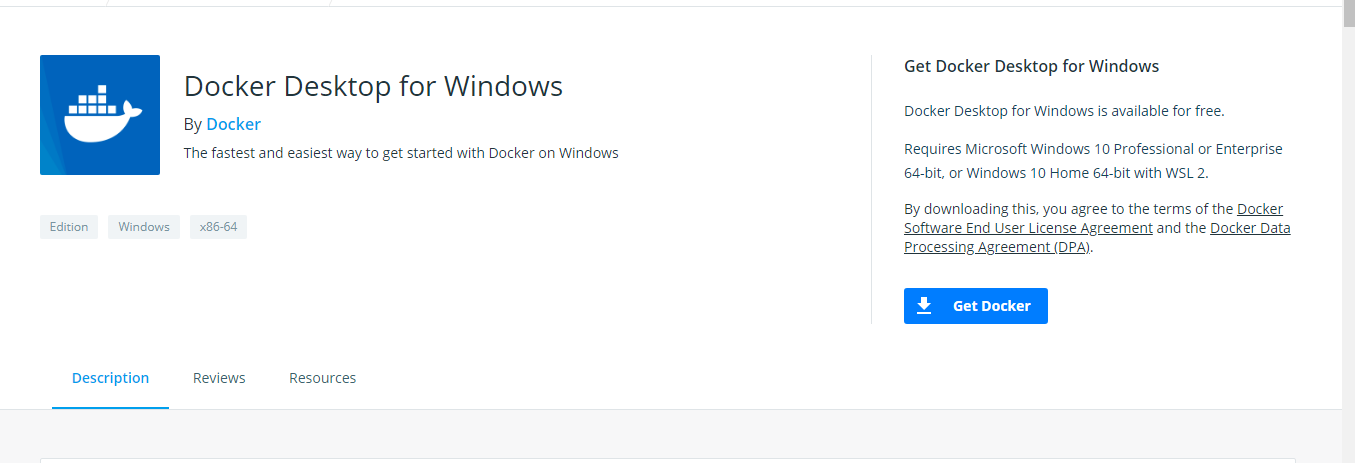 Docker Desktop for Windows
By Docker
The fastest and easiest way to get started with Docker on Windows
Edition
Windows
x86-64
Get Docker Desktop for Windows
Docker Desktop for Windows is available for free.
Requires Microsoft Windows 10 Professional or Enterprise
64-bit, or Windows 10 Home 64-bit with WSL 2.
By downloading this, you agree to the terms of the Docker
Software End User License Agreement and the Docker Data
Processing Agreement (DPA).
Get Docker
Description
Reviews
Resources